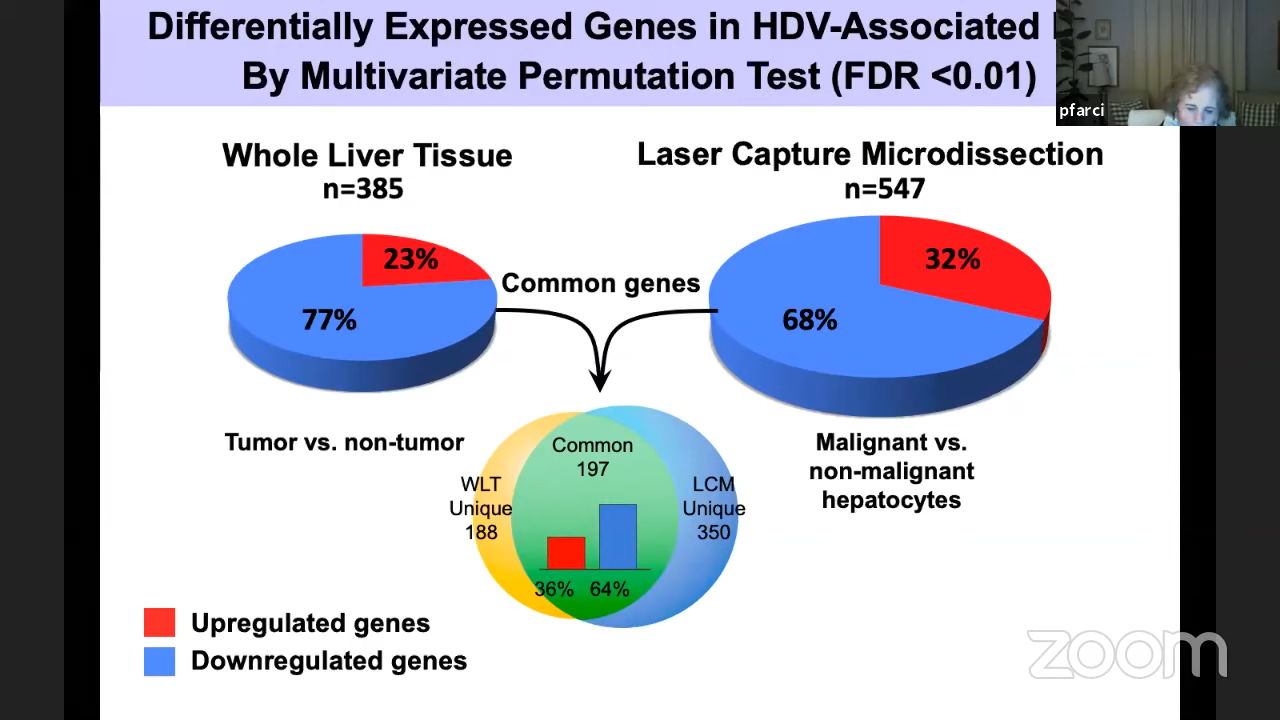 Differentially Expressed Genes in HDV-Associated
By Multivariate Permutation Test (FDR <0.01)
pfarci
Whole Liver Tissue
n=385
Laser Capture Microdissection
n=547
23%
77%
Common genes
32%
68%
Tumor vs. non-tumor
Malignant vs.
non-malignant
hepatocytes
Common
197
WLT
Unique
188
LCM
Unique
350
36% 64%
Upregulated genes
Downregulated genes
zoom